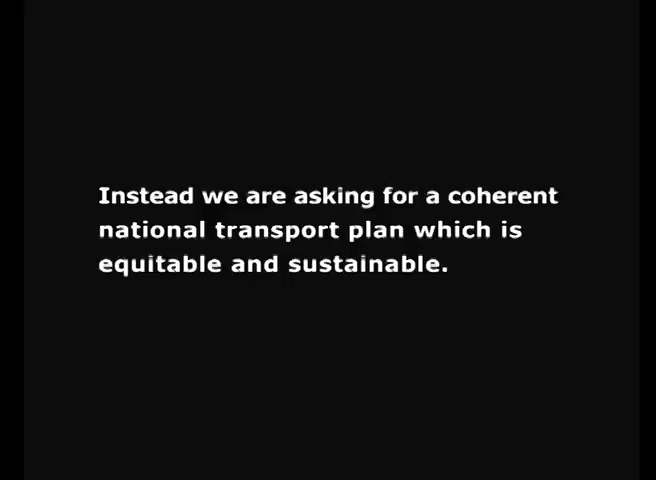 Instead we are asking for a coherent
national transport plan which is
equitable and sustainable.